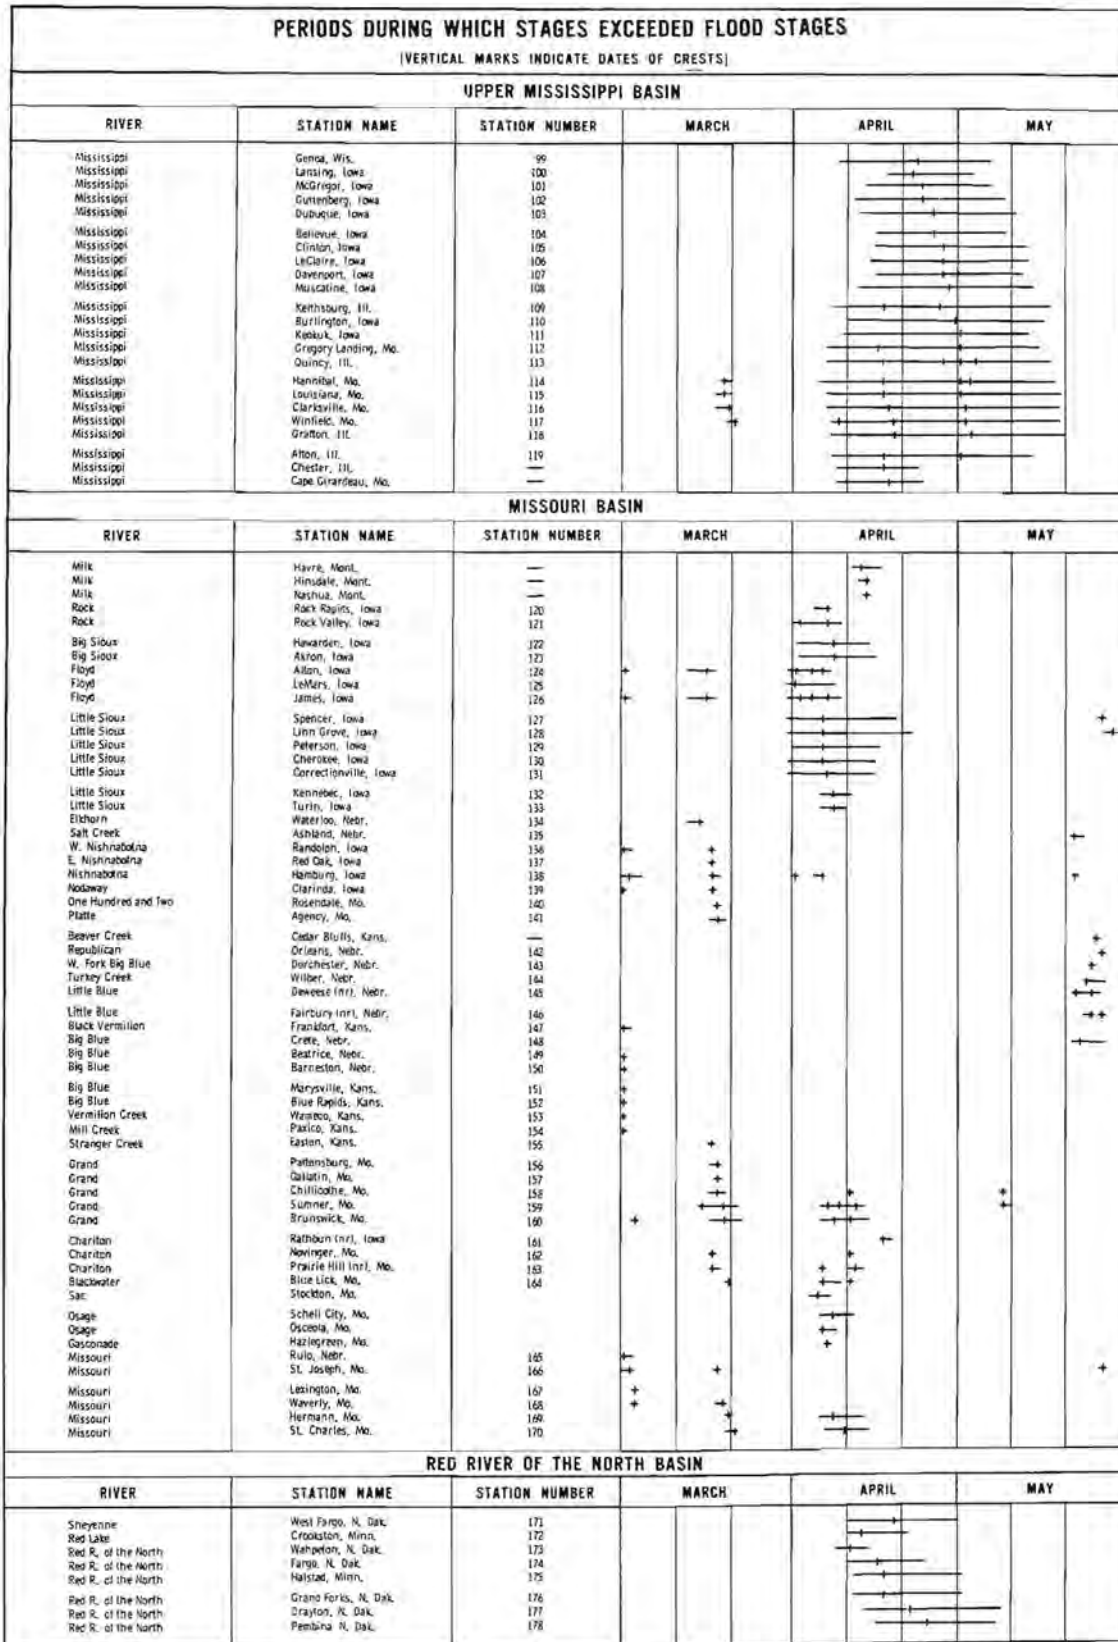 PERIODS DURING WHICH STAGES EXCEEDED FLOOD STAGES
(VERTICAL MARKS INDICATE DATES OF CRESTS)
UPPER MISSISSIPPI BASIN
RIVER STATION NAME STATION NUMBER MARCH APRIL MAY
Mississippi Genoa, Wis. 99
Mississippi Lansing, Iowa 100
Mississippi McGregor, Iowa 101
Mississippi Guttenberg, Iowa 102
Mississippi Dubuque, Iowa 103
Mississippi Bellevue, Iowa 104
Mississippi Clinton, Iowa 105
Mississippi LeClaire, Iowa 106
Mississippi Davenport, Iowa 107
Mississippi Muscatine, Iowa 108
Mississippi Keithsburg, Ill. 109
Mississippi Burlington, Iowa 110
Mississippi Keokuk, Iowa 111
Mississippi Gregory Landing, Mo. 112
Mississippi Quincy, Ill. 113
Mississippi Hannibal, Mo. 114
Mississippi Louisiana, Mo. 115
Mississippi Clarksville, Mo. 116
Mississippi Winfield, Mo. 117
Mississippi Grafton, Ill. 118
Mississippi Alton, Ill. 119
Mississippi Chester, Ill. —
Mississippi Cape Girardeau, Mo. —
MISSOURI BASIN
RIVER STATION NAME STATION NUMBER MARCH APRIL MAY
Milk Havre, Mont. —
Milk Hinsdale, Mont. —
Milk Nashua, Mont. —
Rock Rock Rapids, Iowa 120
Rock Rock Valley, Iowa 121
Big Sioux Hawarden, Iowa 122
Big Sioux Akron, Iowa 123
Floyd Alton, Iowa 124
Floyd LeMars, Iowa 125
Floyd James, Iowa 126
Little Sioux Spencer, Iowa 127
Little Sioux Linn Grove, Iowa 128
Little Sioux Peterson, Iowa 129
Little Sioux Cherokee, Iowa 130
Little Sioux Correctionville, Iowa 131
Little Sioux Kennebec, Iowa 132
Little Sioux Turin, Iowa 133
Elkhorn Waterloo, Nebr. 134
Salt Creek Ashland, Nebr. 135
W. Nishnabotna Randolph, Iowa 136
E. Nishnabotna Red Oak, Iowa 137
Nishnabotna Hamburg, Iowa 138
Nodaway Clarinda, Iowa 139
One Hundred and Two Rosendale, Mo. 140
Platte Agency, Mo. 141
Beaver Creek Cedar Bluffs, Kans. —
Republican Orleans, Nebr. 142
W. Fork Big Blue Dorchester, Nebr. 143
Turkey Creek Wilber, Nebr. 144
Little Blue Deweese (nr), Nebr. 145
Little Blue Fairbury (nr), Nebr. 146
Black Vermilion Frankfort, Kans. 147
Big Blue Crete, Nebr. 148
Big Blue Beatrice, Nebr. 149
Big Blue Barneston, Nebr. 150
Big Blue Marysville, Kans. 151
Big Blue Blue Rapids, Kans. 152
Vermilion Creek Wamego, Kans. 153
Mill Creek Paxico, Kans. 154
Stranger Creek Easton, Kans. 155
Grand Pattonsburg, Mo. 156
Grand Gallatin, Mo. 157
Grand Chillicothe, Mo. 158
Grand Sumner, Mo. 159
Grand Brunswick, Mo. 160
Chariton Rathbun (nr), Iowa 161
Chariton Novinger, Mo. 162
Chariton Prairie Hill (nr), Mo. 163
Blackwater Blue Lick, Mo. 164
Sac Stockton, Mo.
Osage Schell City, Mo.
Osage Osceola, Mo.
Gasconade Hazlegreen, Mo.
Missouri Rulo, Nebr. 165
Missouri St. Joseph, Mo. 166
Missouri Lexington, Mo. 167
Missouri Waverly, Mo. 168
Missouri Hermann, Mo. 169
Missouri St. Charles, Mo. 170
RED RIVER OF THE NORTH BASIN
RIVER STATION NAME STATION NUMBER MARCH APRIL MAY
Sheyenne West Fargo, N. Dak. 171
Red Lake Crookston, Minn. 172
Red R. of the North Wahpeton, N. Dak. 173
Red R. of the North Fargo, N. Dak. 174
Red R. of the North Halstad, Minn. 175
Red R. of the North Grand Forks, N. Dak. 176
Red R. of the North Drayton, N. Dak. 177
Red R. of the North Pembina N. Dak. 178